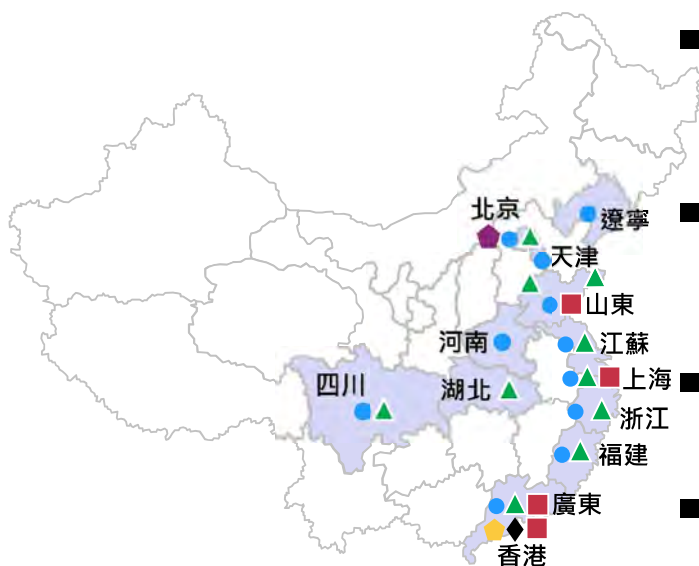 北京
遼寧
天津
山東
河南
江蘇
四川
湖北
上海
浙江
福建
廣東
香港